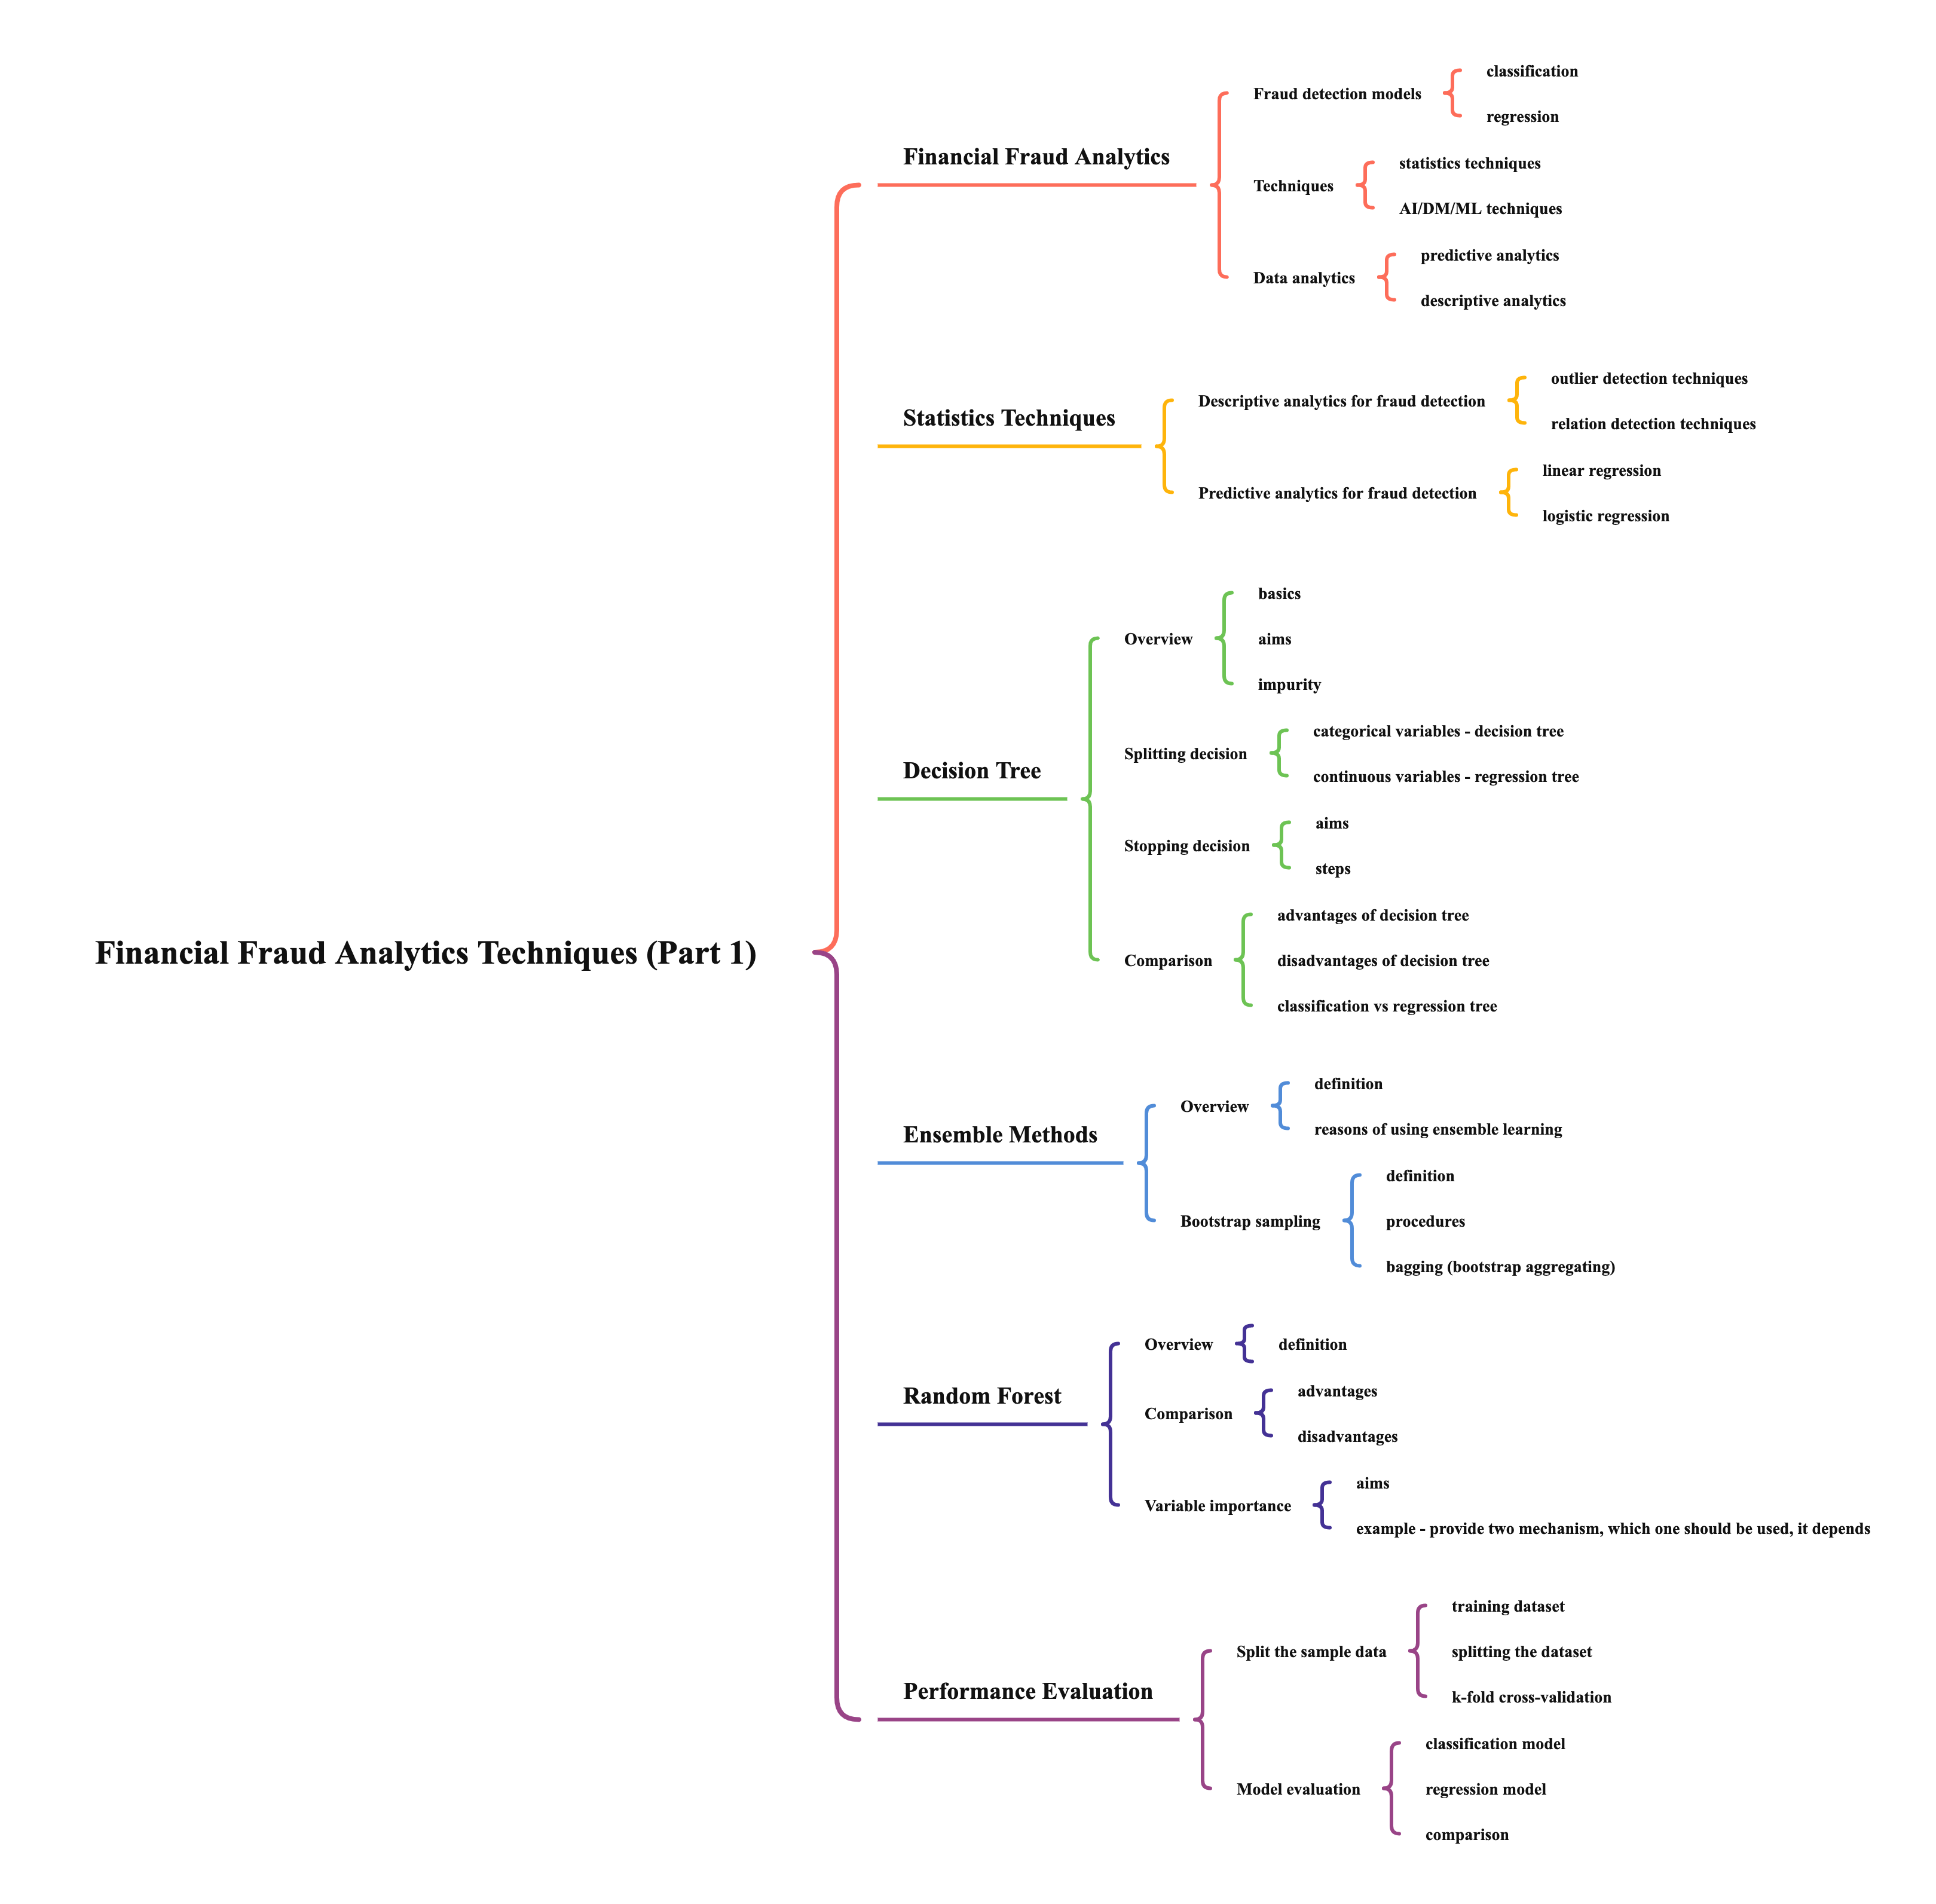 Financial Fraud Analytics Techniques (Part 1)
Financial Fraud Analytics
Fraud detection models
classification
regression
Techniques
statistics techniques
AI/DM/ML techniques
Data analytics
predictive analytics
descriptive analytics
Statistics Techniques
Descriptive analytics for fraud detection
outlier detection techniques
relation detection techniques
Predictive analytics for fraud detection
linear regression
logistic regression
Decision Tree
Overview
basics
aims
impurity
Splitting decision
categorical variables - decision tree
continuous variables - regression tree
Stopping decision
aims
steps
Comparison
advantages of decision tree
disadvantages of decision tree
classification vs regression tree
Ensemble Methods
Overview
definition
reasons of using ensemble learning
Bootstrap sampling
definition
procedures
bagging (bootstrap aggregating)
Random Forest
Overview
definition
Comparison
advantages
disadvantages
Variable importance
aims
example - provide two mechanism, which one should be used, it depends
Performance Evaluation
Split the sample data
training dataset
splitting the dataset
k-fold cross-validation
Model evaluation
classification model
regression model
comparison